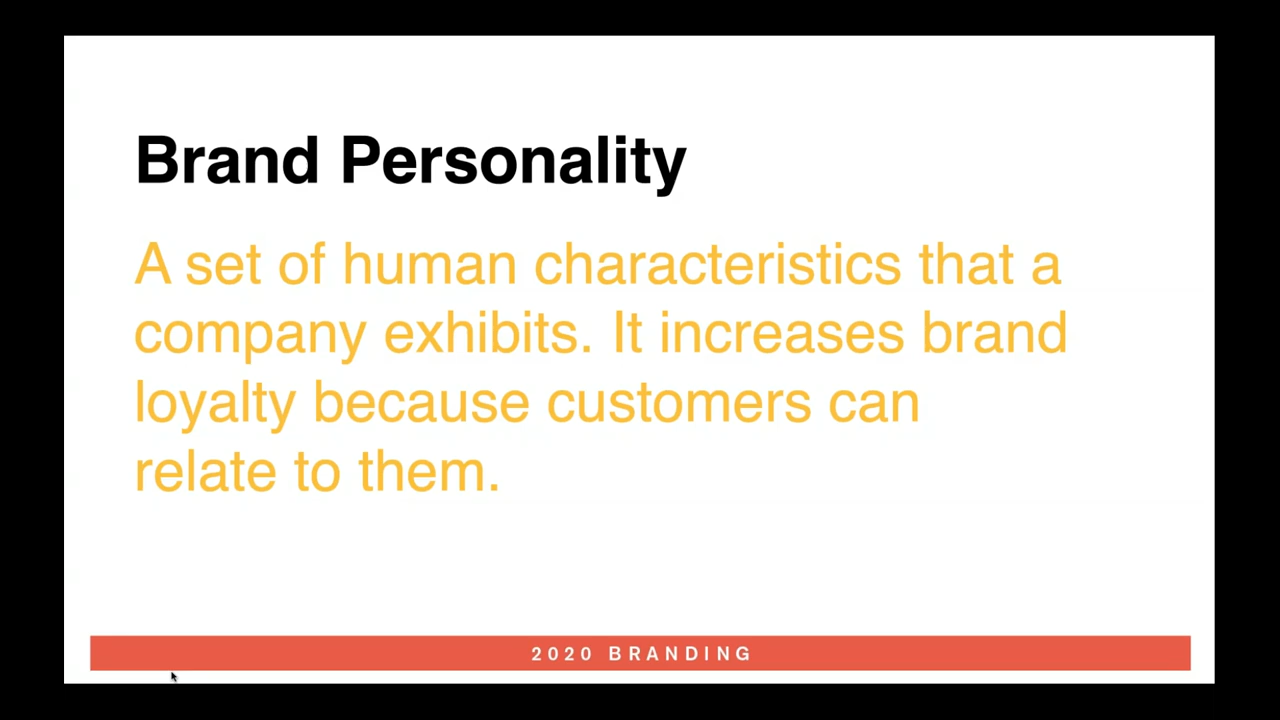 Brand Personality
A set of human characteristics that a
company exhibits. It increases brand
loyalty because customers can
relate to them.
2020 BRANDING